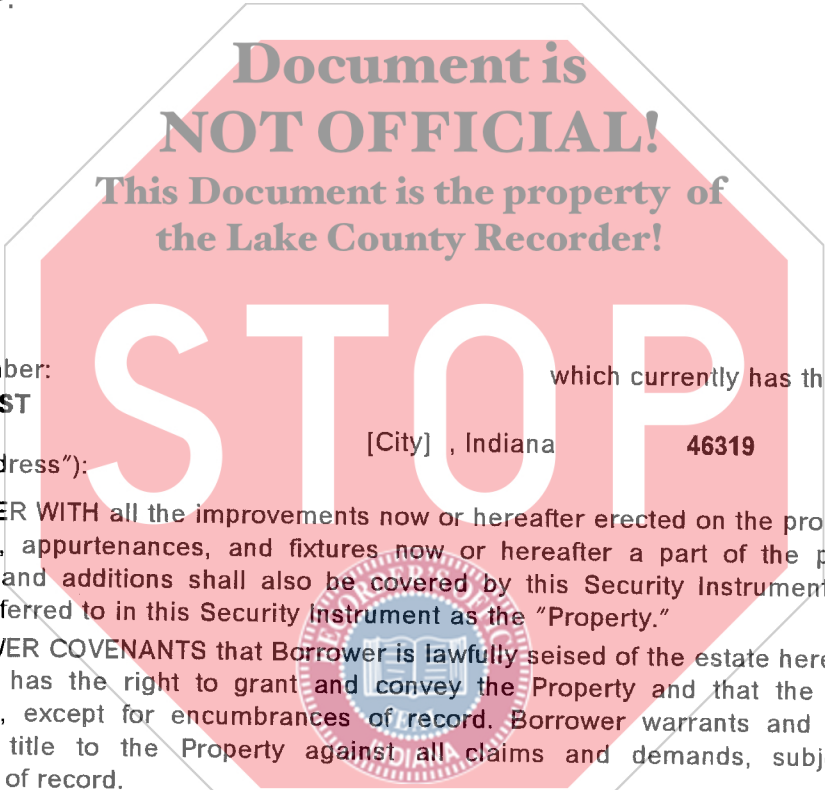 Document is
NOT OFFICIAL!
This Document is the property of
the Lake County Recorder!
STOP
ber:
which currently has th
ST
[City] , Indiana 46319
dress"):
ER WITH all the improvements now or hereafter erected on the pro
, appurtenances, and fixtures now or hereafter a part of the p
and additions shall also be covered by this Security Instrument
ferred to in this Security Instrument as the "Property."
ER COVENANTS that Borrower is lawfully seised of the estate here
has the right to grant and convey the Property and that the
, except for encumbrances of record. Borrower warrants and
title to the Property against all claims and demands, subj
of record.
RECORDER'S OFFICE
SEAL
INDIANA